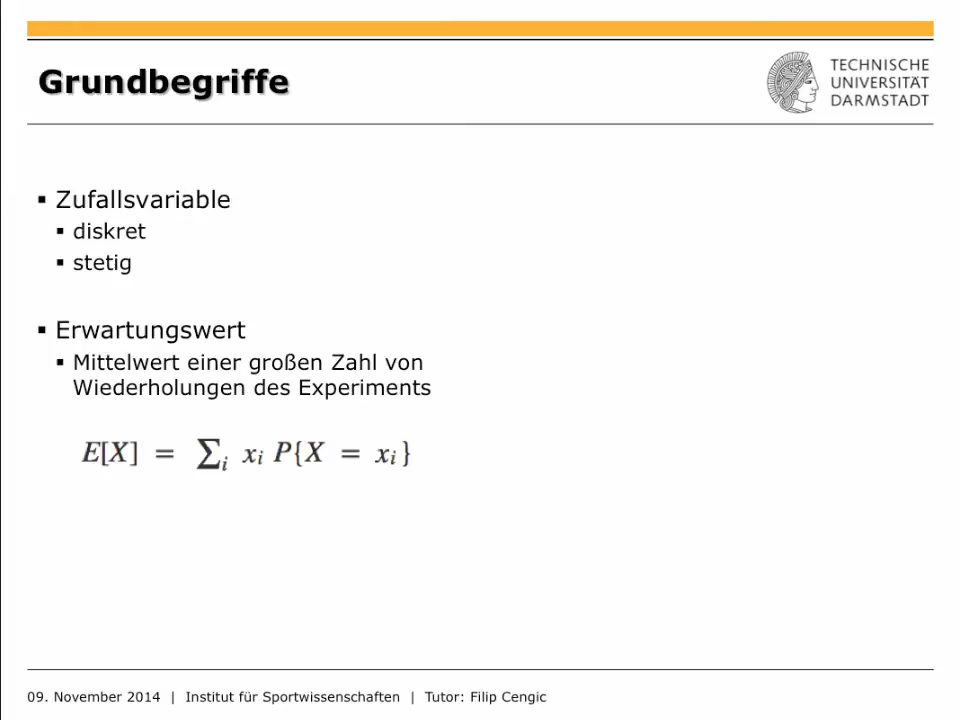 Grundbegriffe
TECHNISCHE
UNIVERSITÄT
DARMSTADT
▪ Zufallsvariable
▪ diskret
▪ stetig
▪ Erwartungswert
▪ Mittelwert einer großen Zahl von
Wiederholungen des Experiments
E[X] = ∑i xi P{X = xi}
09. November 2014 | Institut für Sportwissenschaften | Tutor: Filip Cengic